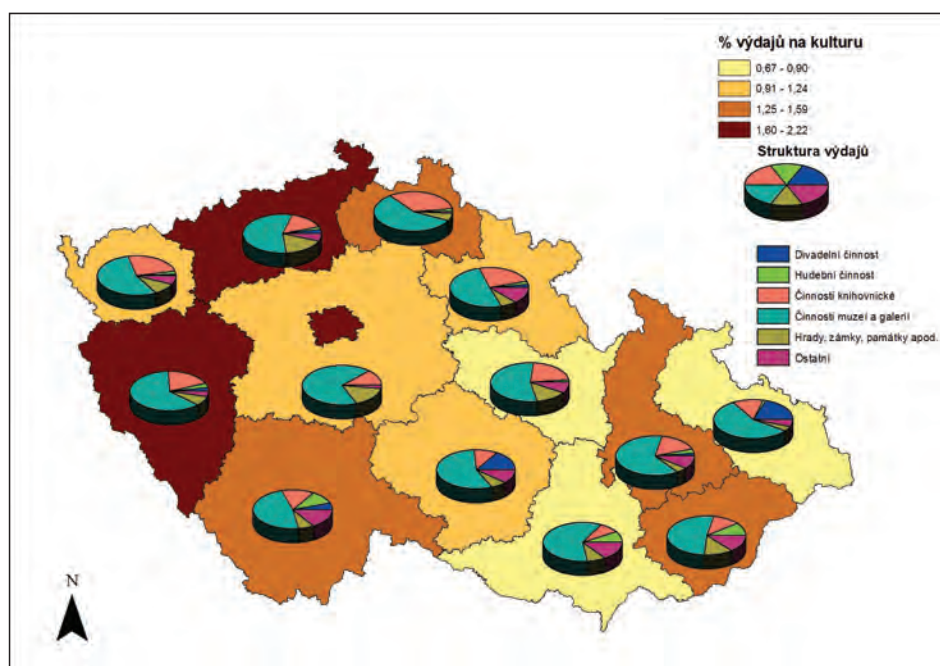 % výdajů na kulturu
0,67 - 0,90
0,91 - 1,24
1,25 - 1,59
1,60 - 2,22
Struktura výdajů
Divadelní činnost
Hudební činnost
Činnosti knihovnické
Činnosti muzeí a galerií
Hrady, zámky, památky apod.
Ostatní
N